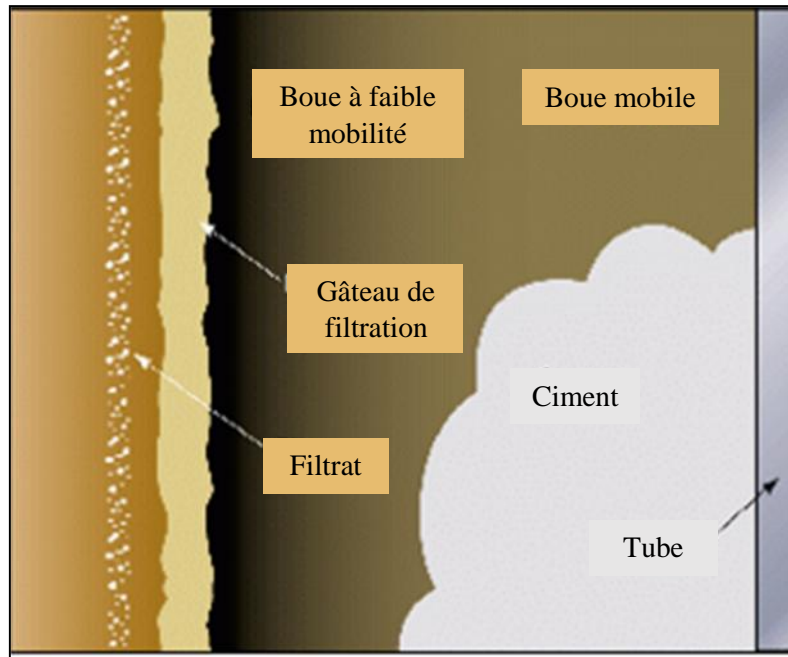 Boue à faible
mobilité
Boue mobile
Gâteau de
filtration
Ciment
Filtrat
Tube